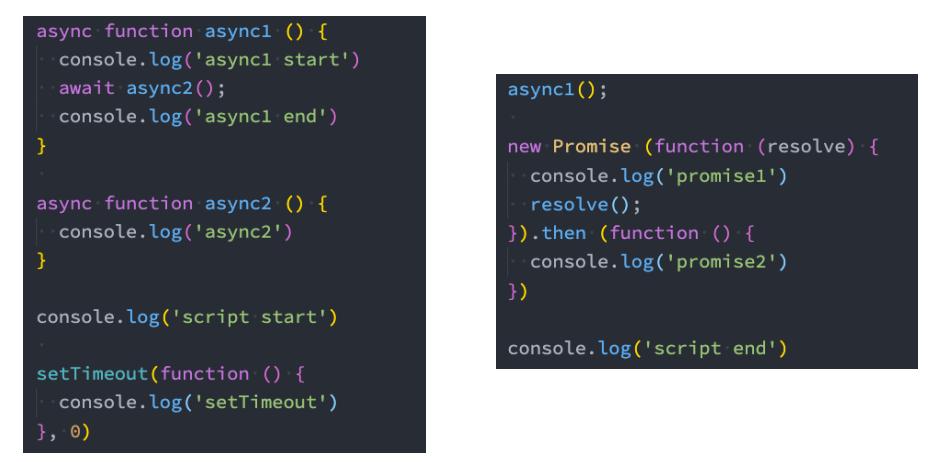 async function async1 () {
  console.log('async1 start')
  await async2();
  console.log('async1 end')
}
async function async2 () {
  console.log('async2')
}
console.log('script start')
setTimeout(function () {
  console.log('setTimeout')
}, 0)
async1();
new Promise (function (resolve) {
  console.log('promise1')
  resolve();
}).then (function () {
  console.log('promise2')
})
console.log('script end')